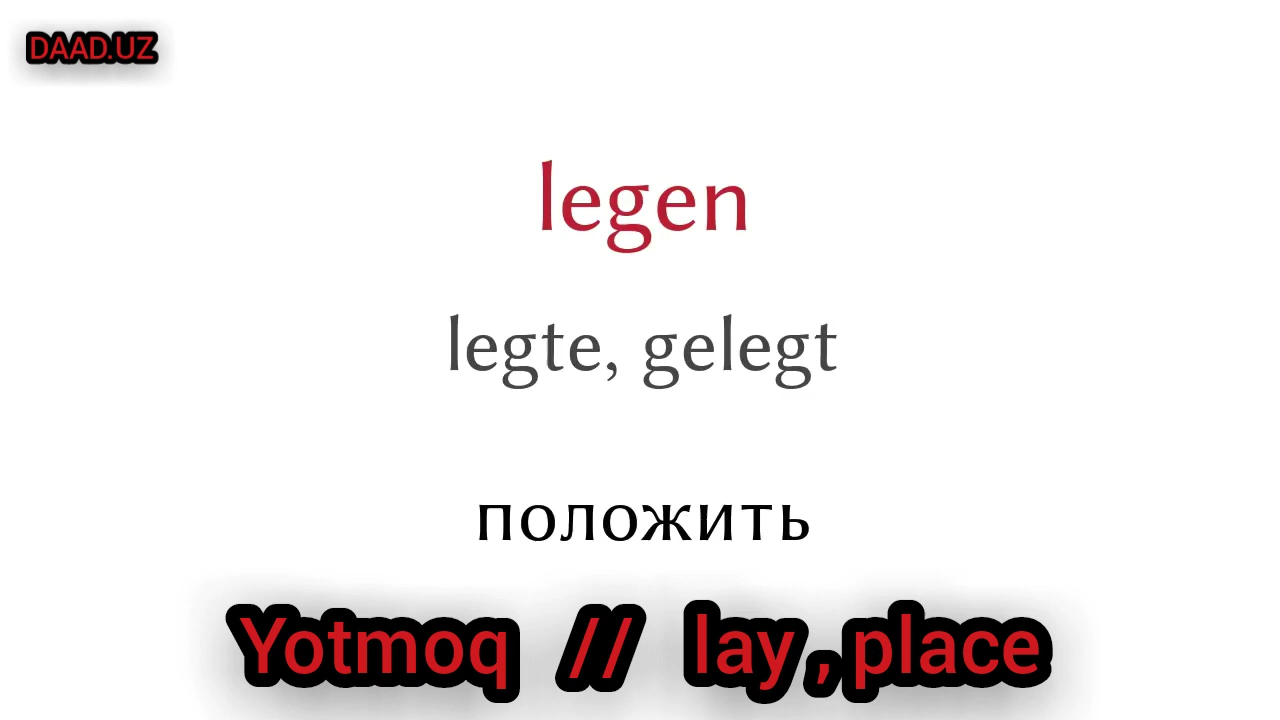 DAAD.UZ
legen
legte, gelegt
положить
Yotmoq // lay , place